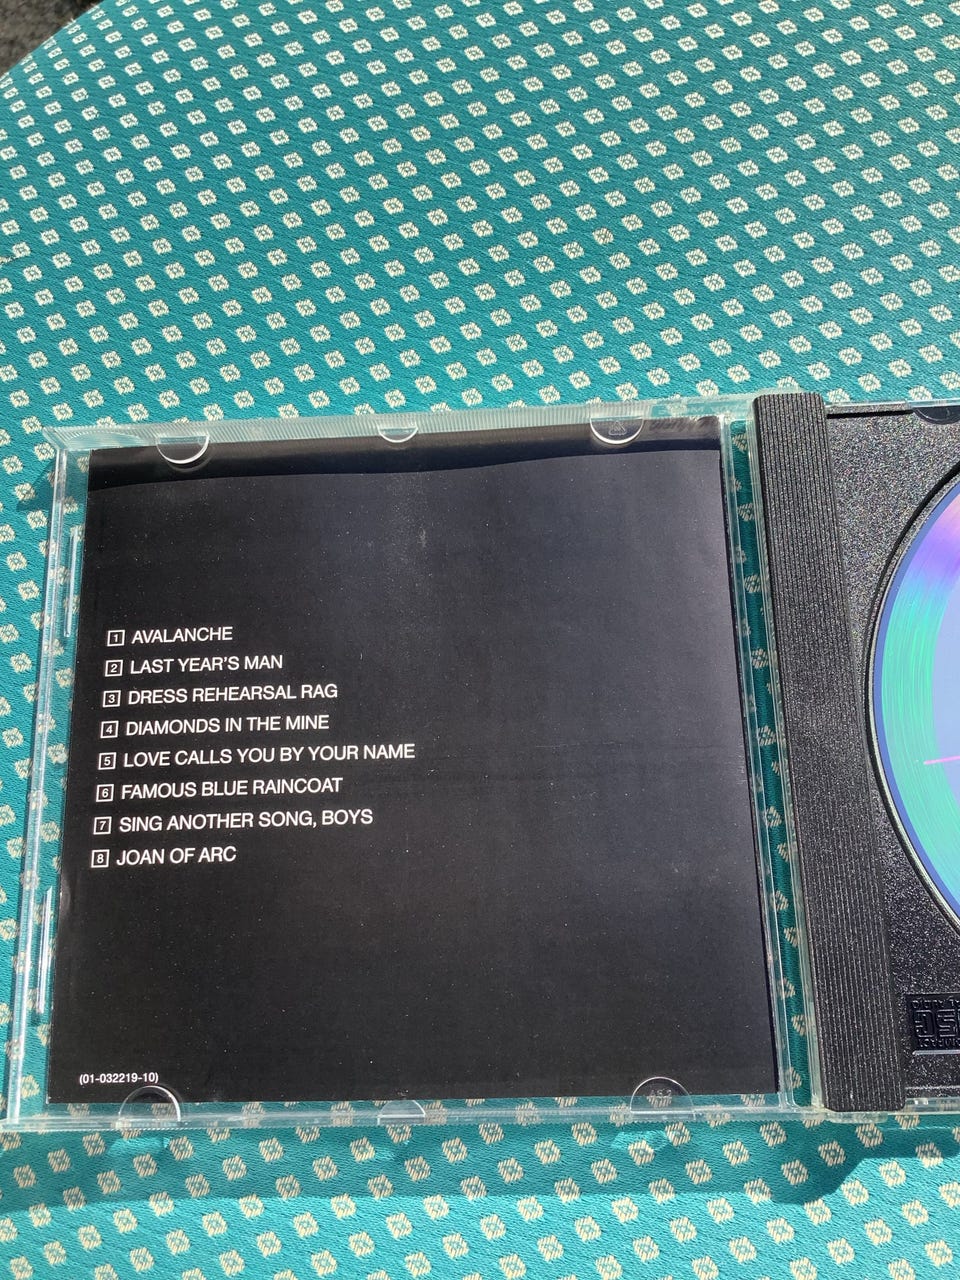 1 AVALANCHE
2 LAST YEAR'S MAN
3 DRESS REHEARSAL RAG
4 DIAMONDS IN THE MINE
5 LOVE CALLS YOU BY YOUR NAME
6 FAMOUS BLUE RAINCOAT
7 SING ANOTHER SONG, BOYS
8 JOAN OF ARC
(01-032219-10)